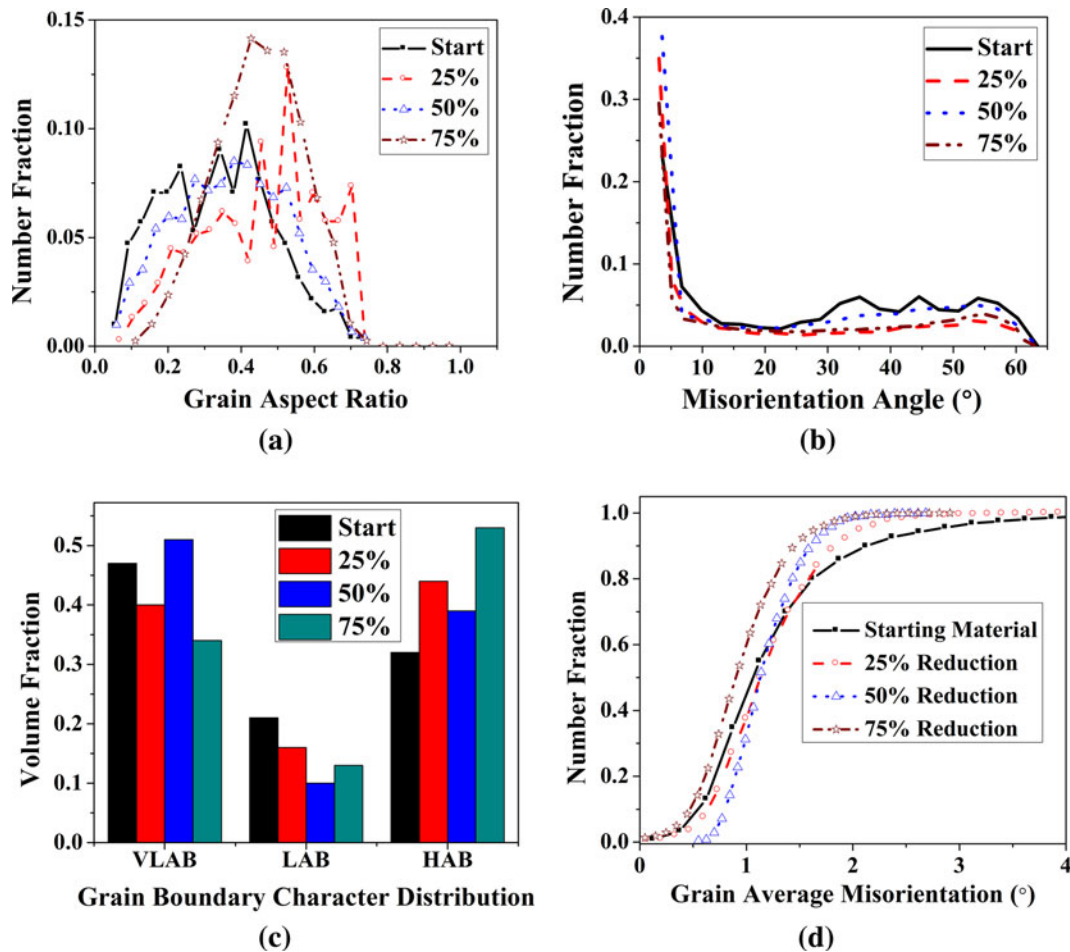 0.15
0.10
0.05
0.00
Number Fraction
0.0 0.2 0.4 0.6 0.8 1.0
Grain Aspect Ratio
Start
25%
50%
75%
(a)
0.4
0.3
0.2
0.1
0.0
Number Fraction
0 10 20 30 40 50 60
Misorientation Angle (°)
Start
25%
50%
75%
(b)
0.5
0.4
0.3
0.2
0.1
0.0
Volume Fraction
VLAB LAB HAB
Grain Boundary Character Distribution
Start
25%
50%
75%
(c)
1.0
0.8
0.6
0.4
0.2
0.0
Number Fraction
0 1 2 3 4
Grain Average Misorientation (°)
Starting Material
25% Reduction
50% Reduction
75% Reduction
(d)